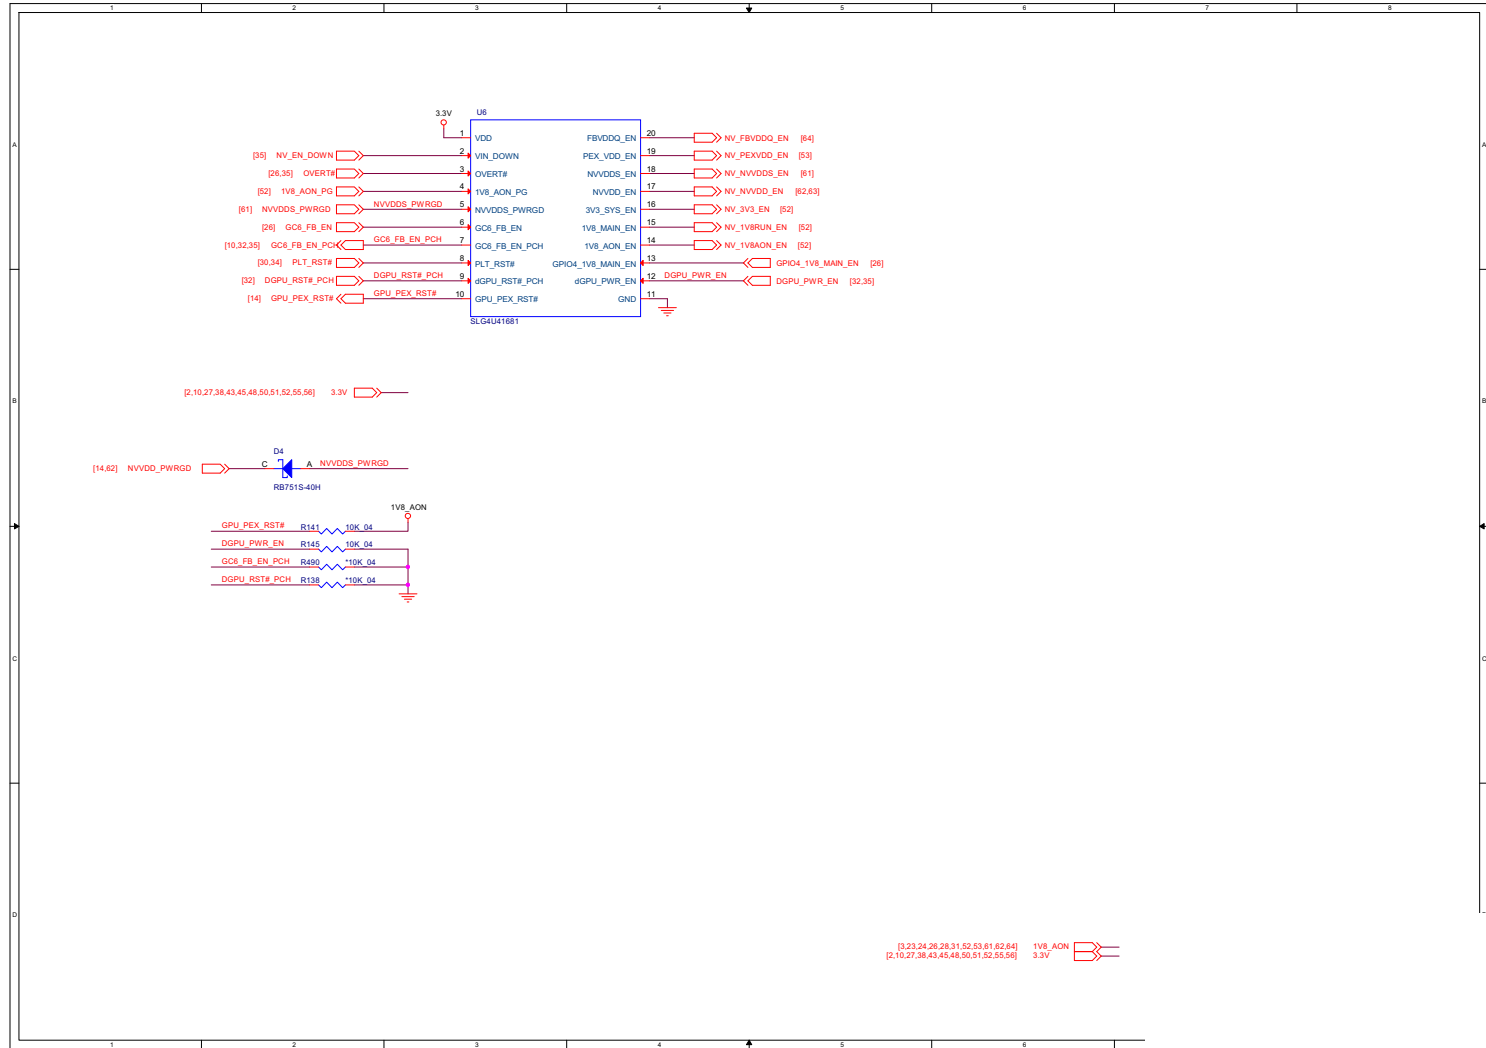 1 2 3 4 5 6 7 8
3.3V U6
1 VDD FBVDDQ_EN 20 NV_FBVDDQ_EN [64]
A A
[35] NV_EN_DOWN 2 VIN_DOWN PEX_VDD_EN 19 NV_PEXVDD_EN [53]
[26,35] OVERT# 3 OVERT# NVVDDS_EN 18 NV_NVVDDS_EN [61]
[52] 1V8_AON_PG 4 1V8_AON_PG NVVDD_EN 17 NV_NVVDD_EN [62,63]
[61] NVVDDS_PWRGD NVVDDS_PWRGD 5 NVVDDS_PWRGD 3V3_SYS_EN 16 NV_3V3_EN [52]
[26] GC6_FB_EN 6 GC6_FB_EN 1V8_MAIN_EN 15 NV_1V8RUN_EN [52]
[10,32,35] GC6_FB_EN_PCH GC6_FB_EN_PCH 7 GC6_FB_EN_PCH 1V8_AON_EN 14 NV_1V8AON_EN [52]
[30,34] PLT_RST# 8 PLT_RST# GPIO4_1V8_MAIN_EN 13 GPIO4_1V8_MAIN_EN [26]
[32] DGPU_RST#_PCH DGPU_RST#_PCH 9 dGPU_RST#_PCH dGPU_PWR_EN 12 DGPU_PWR_EN DGPU_PWR_EN [32,35]
[14] GPU_PEX_RST# GPU_PEX_RST# 10 GPU_PEX_RST# GND 11
SLG4U41681
[2,10,27,38,43,45,48,50,51,52,55,56] 3.3V
B B
D4
[14,62] NVVDD_PWRGD C A NVVDDS_PWRGD
RB751S-40H
1V8_AON
GPU_PEX_RST# R141 10K_04
DGPU_PWR_EN R145 10K_04
GC6_FB_EN_PCH R490 *10K_04
DGPU_RST#_PCH R138 *10K_04
C C
D
[3,23,24,26,28,31,52,53,61,62,64] 1V8_AON
[2,10,27,38,43,45,48,50,51,52,55,56] 3.3V
1 2 3 4 5 6